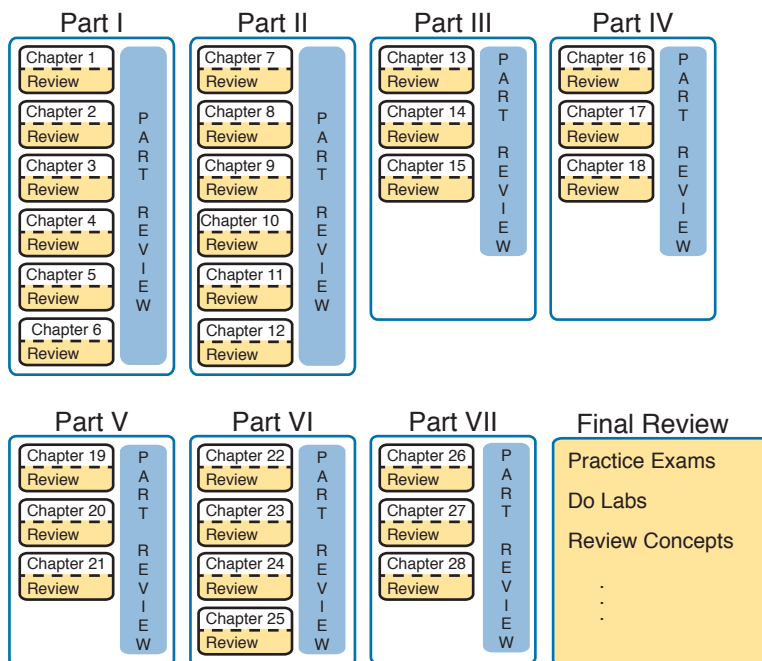 Part I
Chapter 1
Review
Chapter 2
Review
Chapter 3
Review
Chapter 4
Review
Chapter 5
Review
Chapter 6
Review
PART REVIEW
Part II
Chapter 7
Review
Chapter 8
Review
Chapter 9
Review
Chapter 10
Review
Chapter 11
Review
Chapter 12
Review
PART REVIEW
Part III
Chapter 13
Review
Chapter 14
Review
Chapter 15
Review
PART REVIEW
Part IV
Chapter 16
Review
Chapter 17
Review
Chapter 18
Review
PART REVIEW
Part V
Chapter 19
Review
Chapter 20
Review
Chapter 21
Review
PART REVIEW
Part VI
Chapter 22
Review
Chapter 23
Review
Chapter 24
Review
Chapter 25
Review
PART REVIEW
Part VII
Chapter 26
Review
Chapter 27
Review
Chapter 28
Review
PART REVIEW
Final Review
Practice Exams
Do Labs
Review Concepts
.
.
.